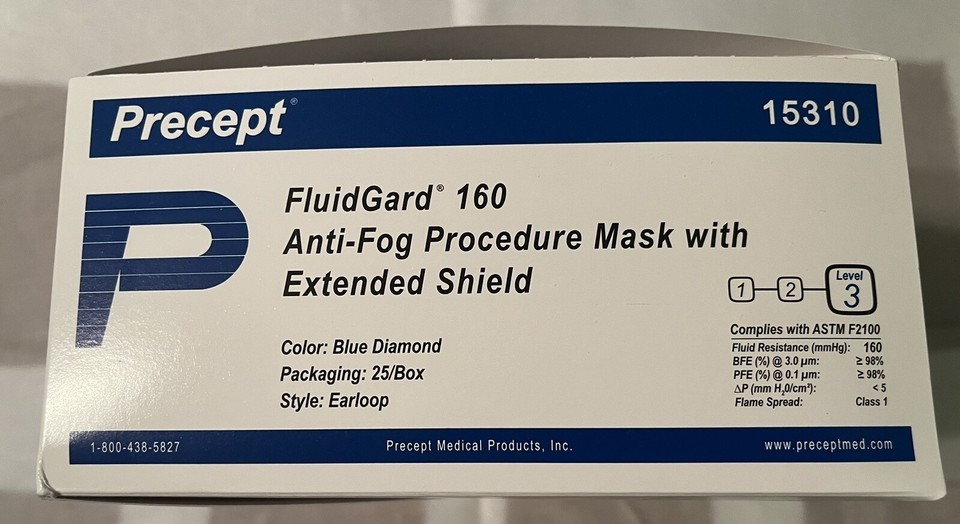 Precept®
15310
FluidGard® 160
Anti-Fog Procedure Mask with
Extended Shield
Color: Blue Diamond
Packaging: 25/Box
Style: Earloop
1 2 Level 3
Complies with ASTM F2100
Fluid Resistance (mmHg): 160
BFE (%) @ 3.0 µm: ≥ 98%
PFE (%) @ 0.1 µm: ≥ 98%
ΔP (mm H₂0/cm²): < 5
Flame Spread: Class 1
1-800-438-5827
Precept Medical Products, Inc.
www.preceptmed.com